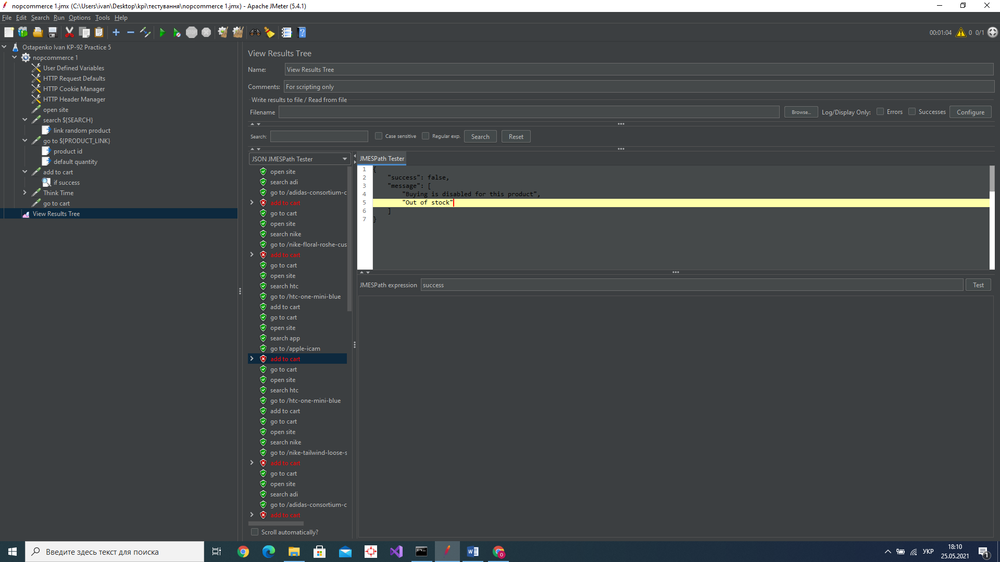 nopcommerce 1.jmx (C:\Users\ivan\Desktop\kpi\тестування\nopcommerce 1.jmx) - Apache JMeter (5.4.1)
File Edit Search Run Options Tools Help
00:01:04 0 0/1
Ostapenko Ivan KP-92 Practice 5
nopcommerce 1
User Defined Variables
HTTP Request Defaults
HTTP Cookie Manager
HTTP Header Manager
open site
search ${SEARCH}
link random product
go to ${PRODUCT_LINK}
product id
default quantity
add to cart
if success
Think Time
go to cart
View Results Tree
View Results Tree
Name: View Results Tree
Comments: For scripting only
Write results to file / Read from file
Filename Browse... Log/Display Only: Errors Successes Configure
Search: Case sensitive Regular exp. Search Reset
JSON JMESPath Tester
open site
search adi
go to /adidas-consortium-c
add to cart
go to cart
open site
search nike
go to /nike-floral-roshe-cus
add to cart
go to cart
open site
search htc
go to /htc-one-mini-blue
add to cart
go to cart
open site
search app
go to /apple-icam
add to cart
go to cart
open site
search htc
go to /htc-one-mini-blue
add to cart
go to cart
open site
search nike
go to /nike-tailwind-loose-s
add to cart
go to cart
open site
search adi
go to /adidas-consortium-c
add to cart
Scroll automatically?
JMESPath Tester
1 {
2 "success": false,
3 "message": [
4 "Buying is disabled for this product",
5 "Out of stock"
6 ]
7 }
JMESPath expression success Test
Введите здесь текст для поиска
УКР
18:10
25.05.2021
1